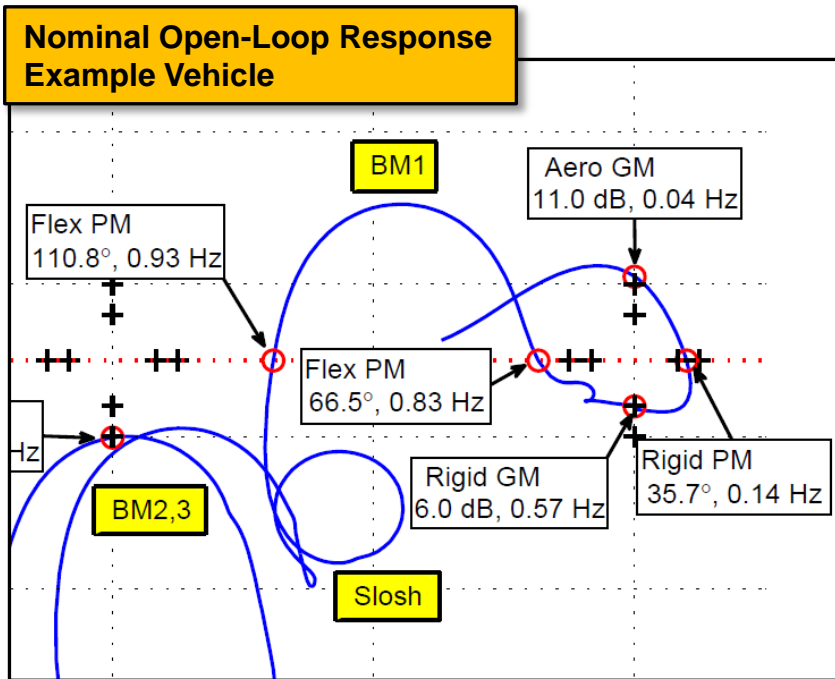 Nominal Open-Loop Response
Example Vehicle
BM1
Aero GM
11.0 dB, 0.04 Hz
Flex PM
110.8°, 0.93 Hz
Flex PM
66.5°, 0.83 Hz
Hz
Rigid GM
6.0 dB, 0.57 Hz
Rigid PM
35.7°, 0.14 Hz
BM2,3
Slosh